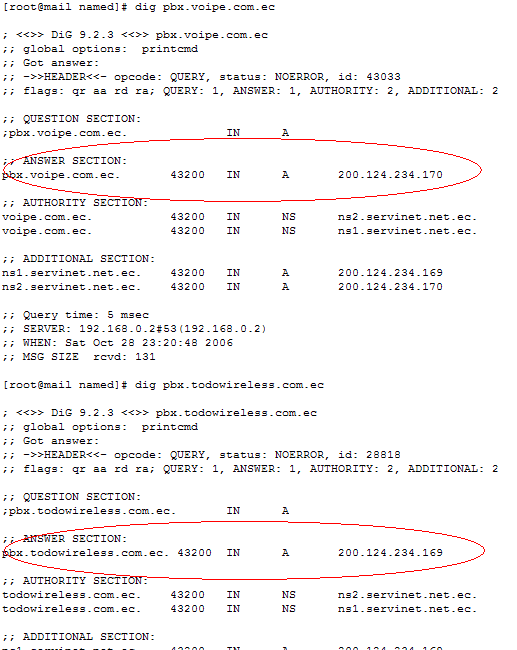 [root@mail named]# dig pbx.voipe.com.ec
; <<>> DiG 9.2.3 <<>> pbx.voipe.com.ec
;; global options:  printcmd
;; Got answer:
;; ->>HEADER<<- opcode: QUERY, status: NOERROR, id: 43033
;; flags: qr aa rd ra; QUERY: 1, ANSWER: 1, AUTHORITY: 2, ADDITIONAL: 2
;; QUESTION SECTION:
;pbx.voipe.com.ec.              IN      A
;; ANSWER SECTION:
pbx.voipe.com.ec.       43200   IN      A       200.124.234.170
;; AUTHORITY SECTION:
voipe.com.ec.           43200   IN      NS      ns2.servinet.net.ec.
voipe.com.ec.           43200   IN      NS      ns1.servinet.net.ec.
;; ADDITIONAL SECTION:
ns1.servinet.net.ec.    43200   IN      A       200.124.234.169
ns2.servinet.net.ec.    43200   IN      A       200.124.234.170
;; Query time: 5 msec
;; SERVER: 192.168.0.2#53(192.168.0.2)
;; WHEN: Sat Oct 28 23:20:48 2006
;; MSG SIZE  rcvd: 131
[root@mail named]# dig pbx.todowireless.com.ec
; <<>> DiG 9.2.3 <<>> pbx.todowireless.com.ec
;; global options:  printcmd
;; Got answer:
;; ->>HEADER<<- opcode: QUERY, status: NOERROR, id: 28818
;; flags: qr aa rd ra; QUERY: 1, ANSWER: 1, AUTHORITY: 2, ADDITIONAL: 2
;; QUESTION SECTION:
;pbx.todowireless.com.ec.       IN      A
;; ANSWER SECTION:
pbx.todowireless.com.ec. 43200  IN      A       200.124.234.169
;; AUTHORITY SECTION:
todowireless.com.ec.    43200   IN      NS      ns2.servinet.net.ec.
todowireless.com.ec.    43200   IN      NS      ns1.servinet.net.ec.
;; ADDITIONAL SECTION:
ns1.servinet.net.ec.    43200   IN      A       200.124.234.169